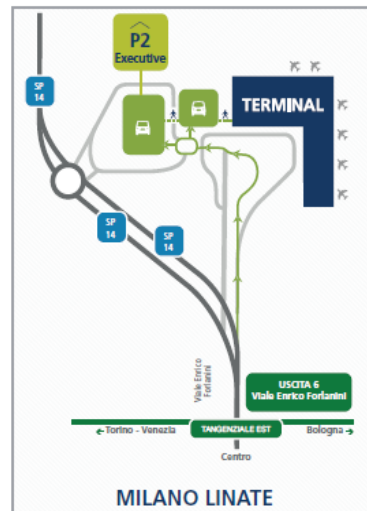 P2
Executive
TERMINAL
SP
14
SP
14
SP
14
Viale Enrico
Forlanini
USCITA 6
Viale Enrico Forlanini
←Torino - Venezia
TANGENZIALE EST
Bologna→
Centro
MILANO LINATE